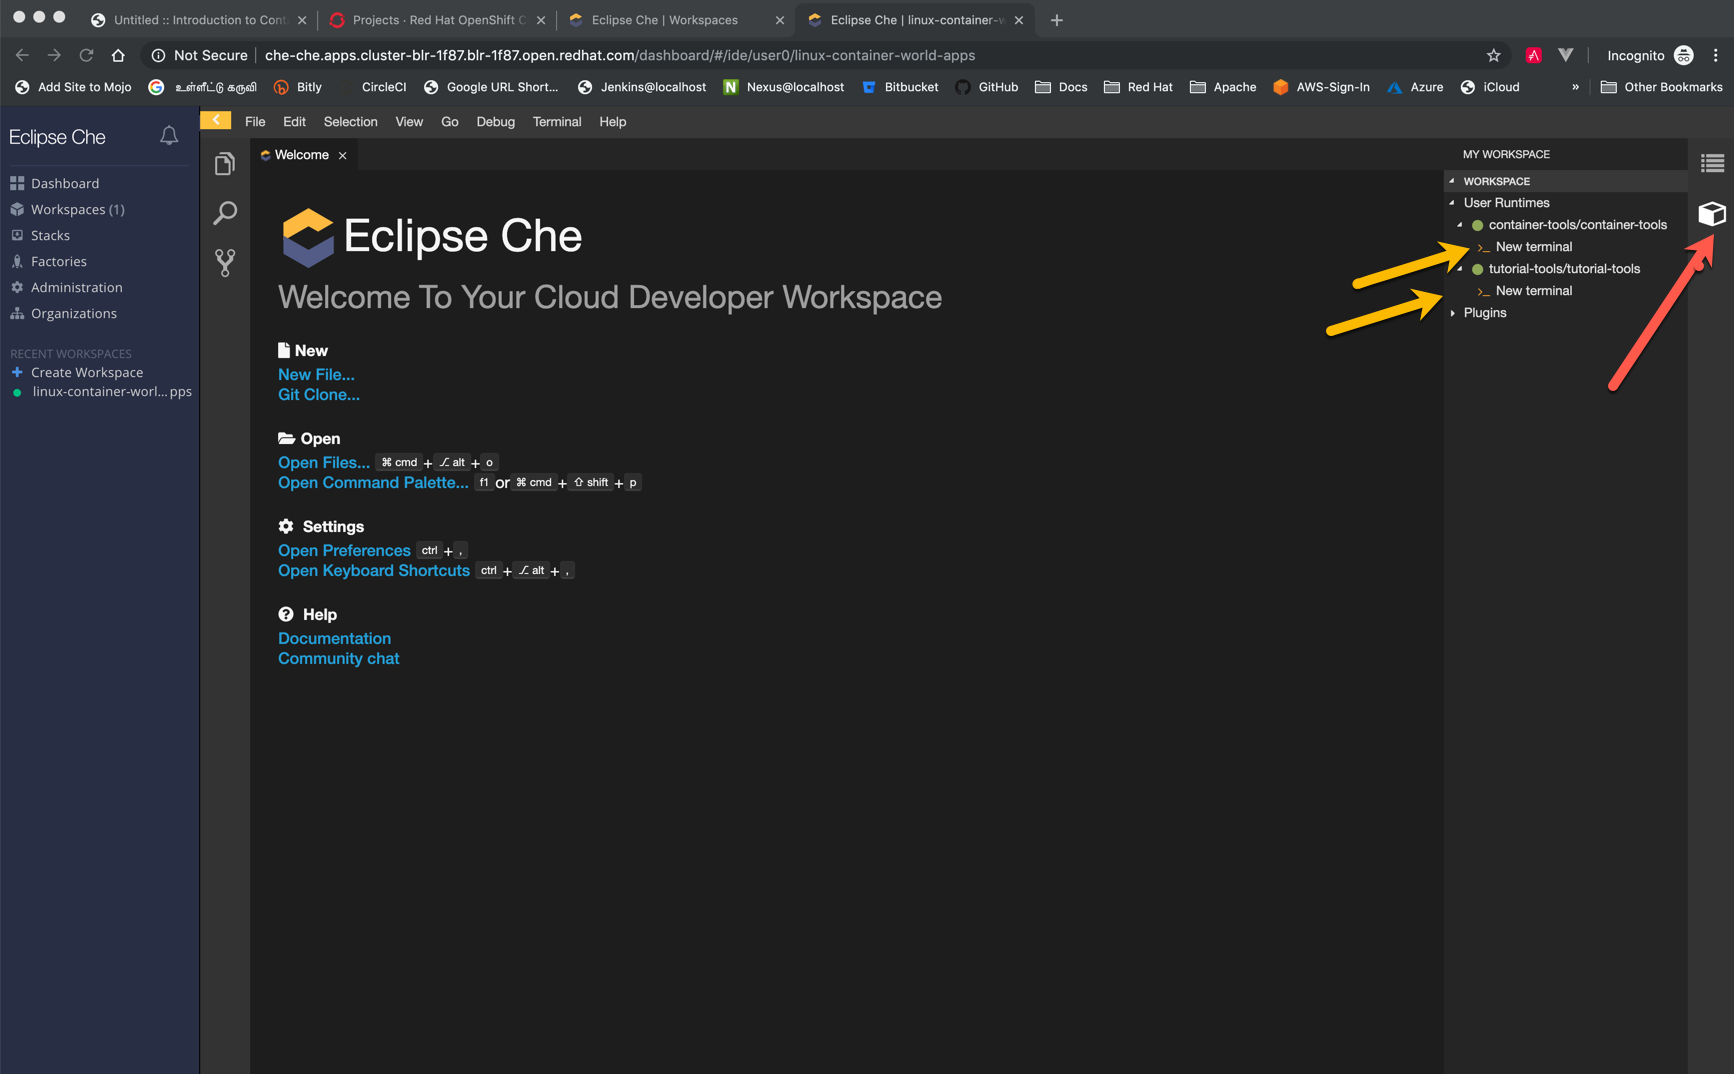 Untitled :: Introduction to Cont
Projects · Red Hat OpenShift C
Eclipse Che | Workspaces
Eclipse Che | linux-container-w
Not Secure
che-che.apps.cluster-blr-1f87.blr-1f87.open.redhat.com/dashboard/#/ide/user0/linux-container-world-apps
Incognito
Add Site to Mojo
உள்ளீட்டு கருவி
Bitly
CircleCI
Google URL Short...
Jenkins@localhost
Nexus@localhost
Bitbucket
GitHub
Docs
Red Hat
Apache
AWS-Sign-In
Azure
iCloud
»
Other Bookmarks
Eclipse Che
Dashboard
Workspaces (1)
Stacks
Factories
Administration
Organizations
RECENT WORKSPACES
Create Workspace
linux-container-worl...pps
File Edit Selection View Go Debug Terminal Help
Welcome
Eclipse Che
Welcome To Your Cloud Developer Workspace
New
New File...
Git Clone...
Open
Open Files... ⌘ cmd + ⌥ alt + o
Open Command Palette... f1 or ⌘ cmd + ⇧ shift + p
Settings
Open Preferences ctrl + ,
Open Keyboard Shortcuts ctrl + ⌥ alt + ,
Help
Documentation
Community chat
MY WORKSPACE
WORKSPACE
User Runtimes
container-tools/container-tools
>_ New terminal
tutorial-tools/tutorial-tools
>_ New terminal
Plugins